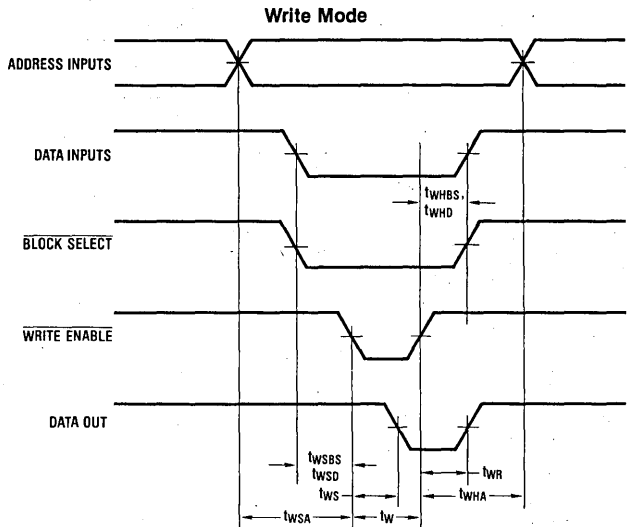 Write Mode
ADDRESS INPUTS
DATA INPUTS
tWHBS,
tWHD
BLOCK SELECT
WRITE ENABLE
DATA OUT
tWSBS
tWSD
tWR
tWS
tWHA
tWSA
tW